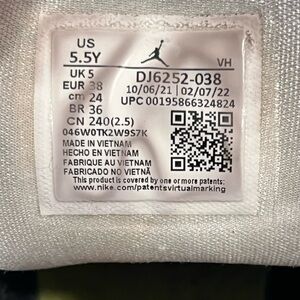 US
5.5Y
VH
UK 5
DJ6252-038
EUR 38
10/06/21 02/07/22
cm 24
UPC 00195866324824
BR 36
CN 240(2.5)
046W0TK2W9S7K
MADE IN VIETNAM
HECHO EN VIETNAM
FABRIQUE AU VIETNAM
FABRICADO NO VIETNÃ
This product is covered by one or more patents.
www.nike.com/patentsvirtualmarking